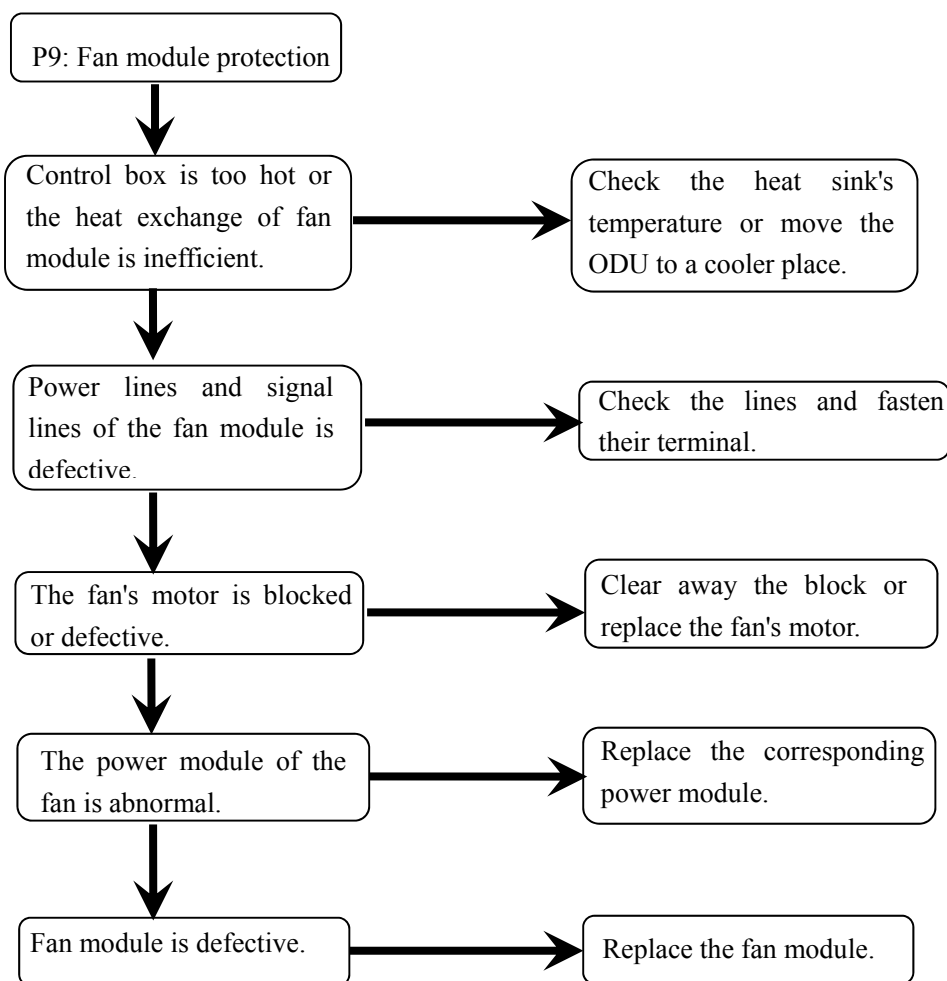 P9: Fan module protection
Control box is too hot or
the heat exchange of fan
module is inefficient.
Check the heat sink's
temperature or move the
ODU to a cooler place.
Power lines and signal
lines of the fan module is
defective.
Check the lines and fasten
their terminal.
The fan's motor is blocked
or defective.
Clear away the block or
replace the fan's motor.
The power module of the
fan is abnormal.
Replace the corresponding
power module.
Fan module is defective.
Replace the fan module.